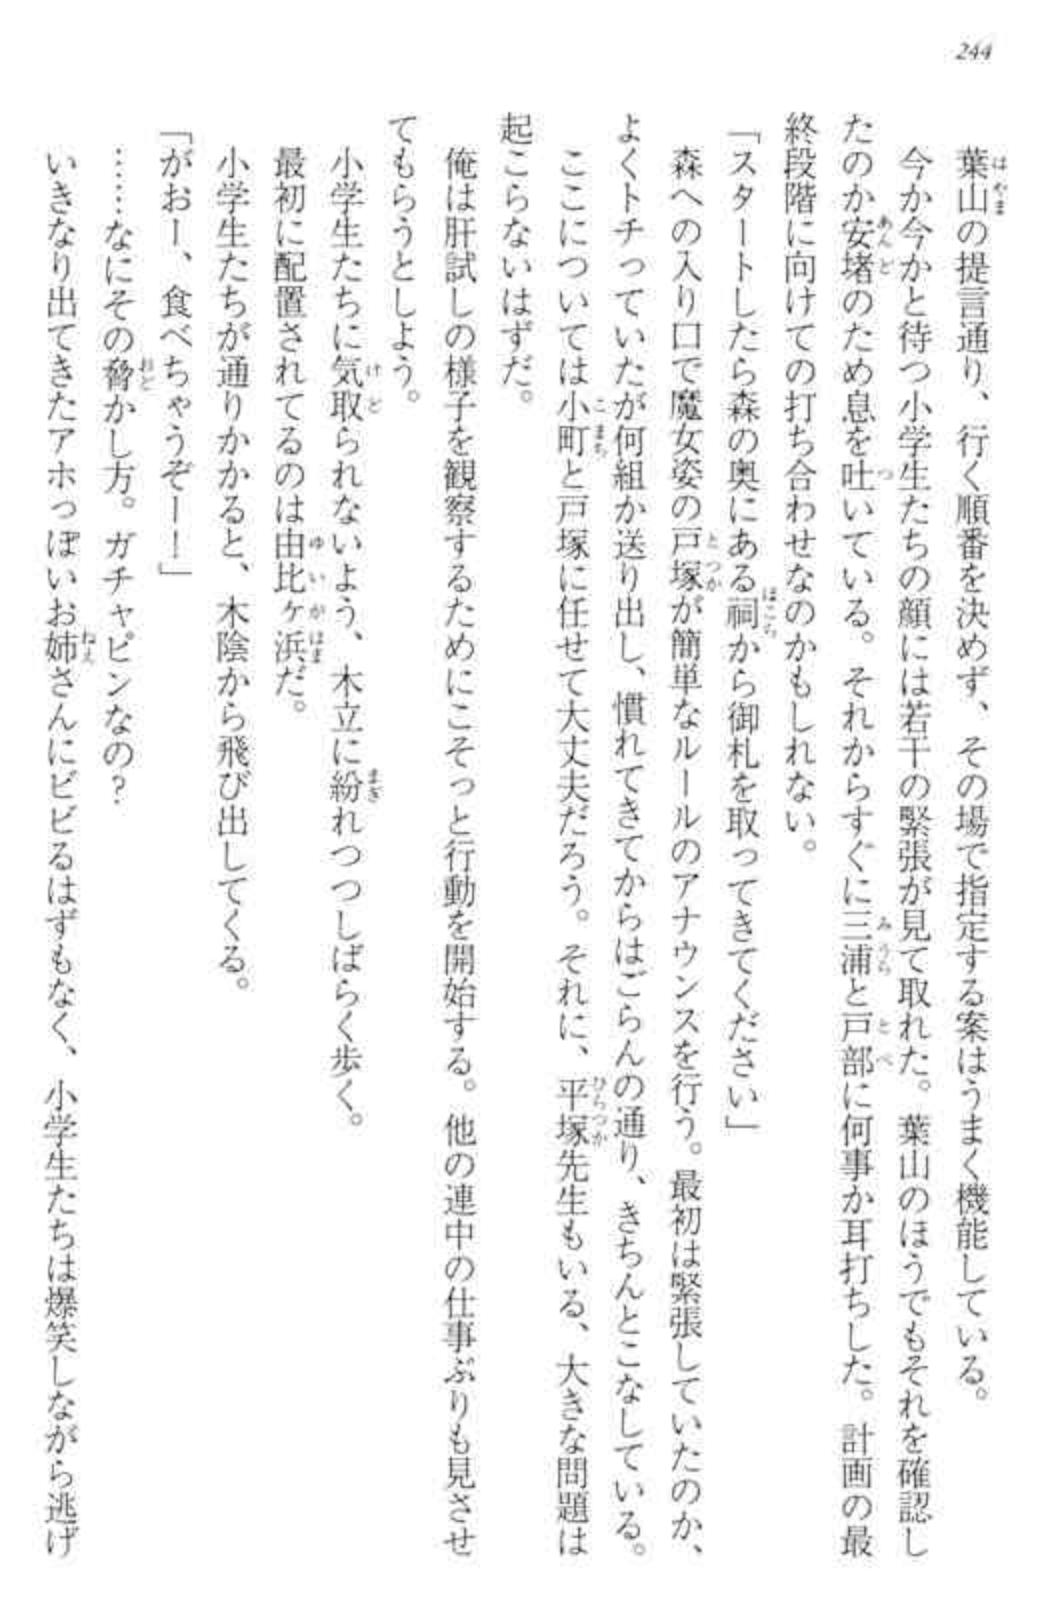 244
葉山の提言通り、行く順番を決めず、その場で指定する案はうまく機能している。
今か今かと待つ小学生たちの顔には若干の緊張が見て取れた。葉山のほうでもそれを確認し
たのか安堵のため息を吐いている。それからすぐに三浦と戸部に何事か耳打ちした。計画の最
終段階に向けての打ち合わせなのかもしれない。
「スタートしたら森の奥にある祠から御札を取ってきてください」
森への入り口で魔女姿の戸塚が簡単なルールのアナウンスを行う。最初は緊張していたのか、
よくトチっていたが何組か送り出し、慣れてきてからはごらんの通り、きちんとこなしている。
ここについては小町と戸塚に任せて大丈夫だろう。それに、平塚先生もいる、大きな問題は
起こらないはずだ。
俺は肝試しの様子を観察するためにこそっと行動を開始する。他の連中の仕事ぶりも見させ
てもらうとしよう。
小学生たちに気取られないよう、木立に紛れつつしばらく歩く。
最初に配置されてるのは由比ヶ浜だ。
小学生たちが通りかかると、木陰から飛び出してくる。
「がおー、食べちゃうぞー！」
……なにその脅かし方。ガチャピンなの？
いきなり出てきたアホっぽいお姉さんにビビるはずもなく、小学生たちは爆笑しながら逃げ